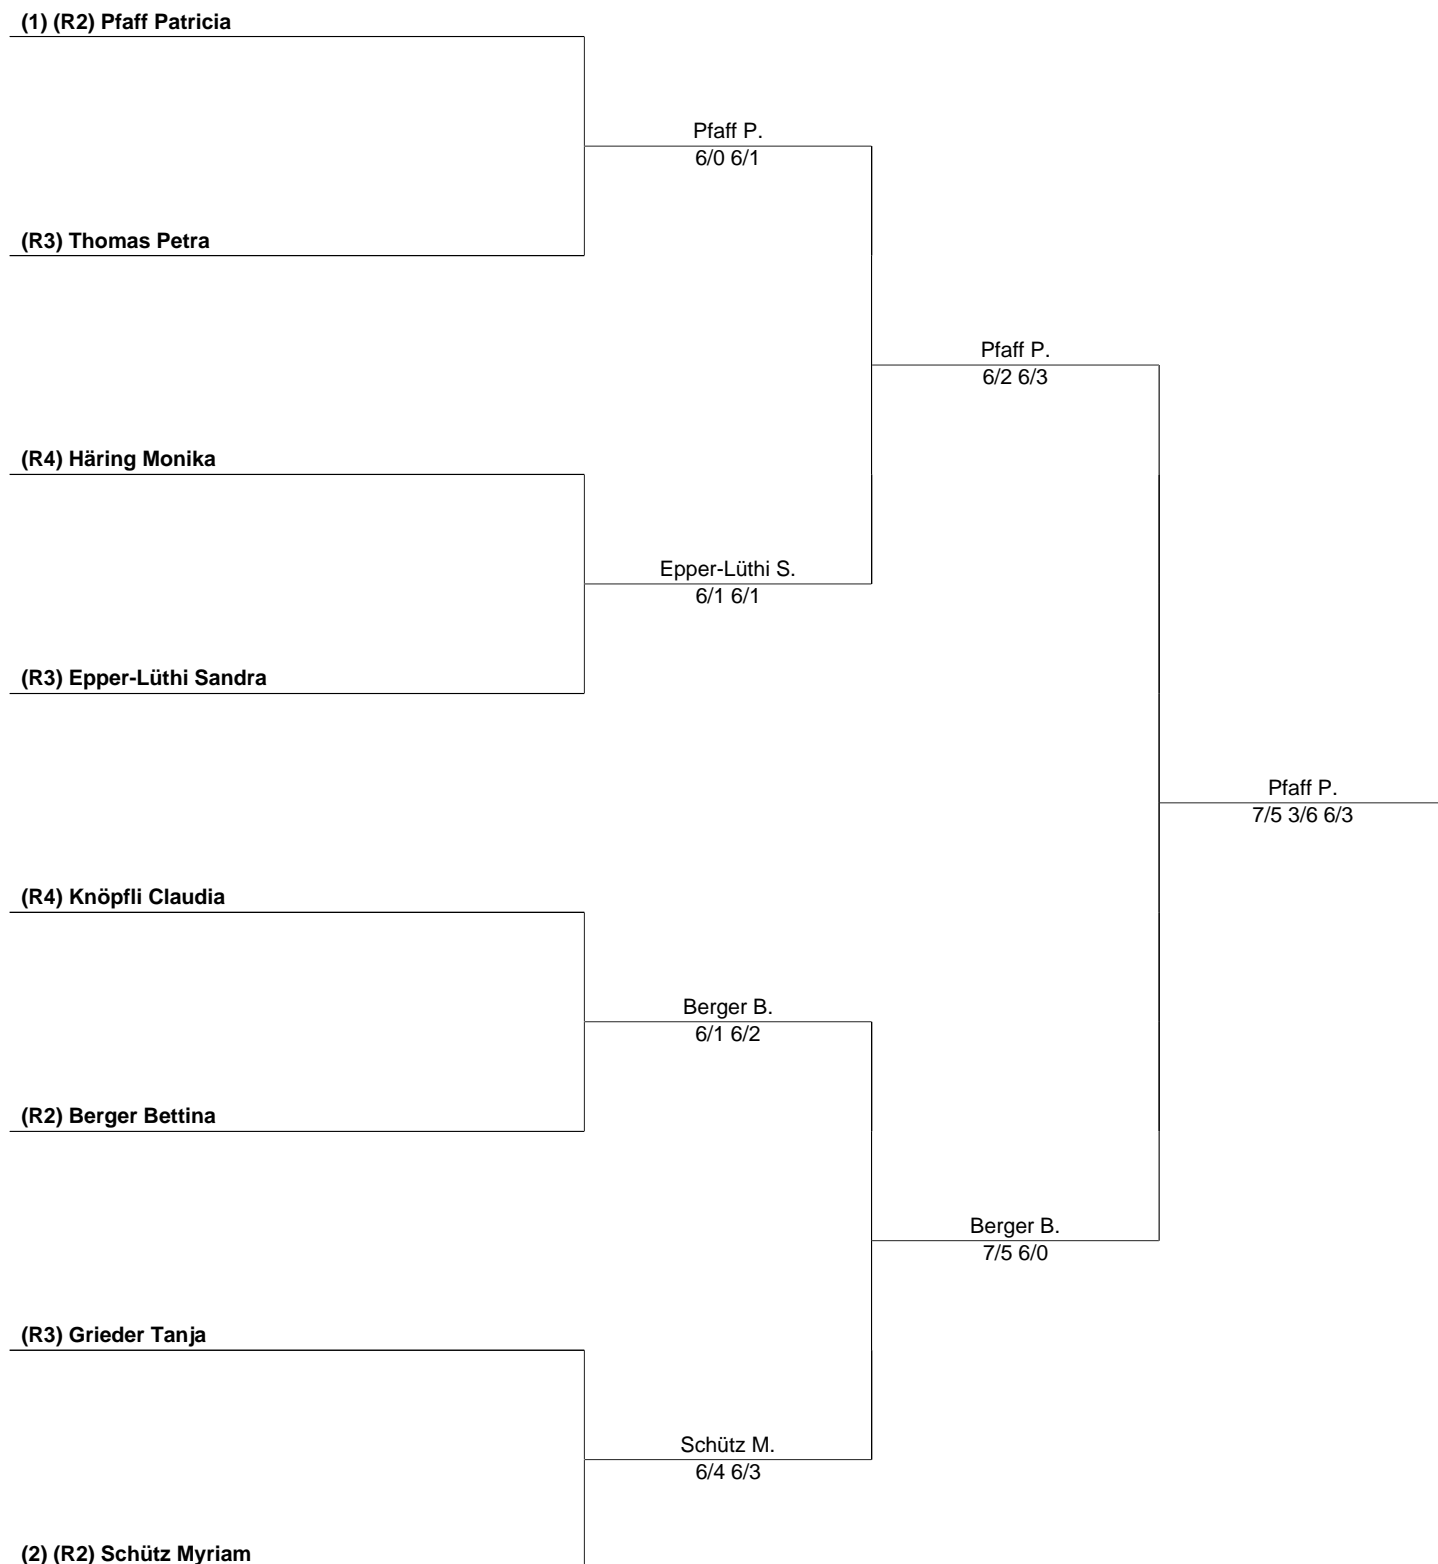 (1) (R2) Pfaff Patricia
Pfaff P.
6/0 6/1
(R3) Thomas Petra
Pfaff P.
6/2 6/3
(R4) Häring Monika
Epper-Lüthi S.
6/1 6/1
(R3) Epper-Lüthi Sandra
Pfaff P.
7/5 3/6 6/3
(R4) Knöpfli Claudia
Berger B.
6/1 6/2
(R2) Berger Bettina
Berger B.
7/5 6/0
(R3) Grieder Tanja
Schütz M.
6/4 6/3
(2) (R2) Schütz Myriam